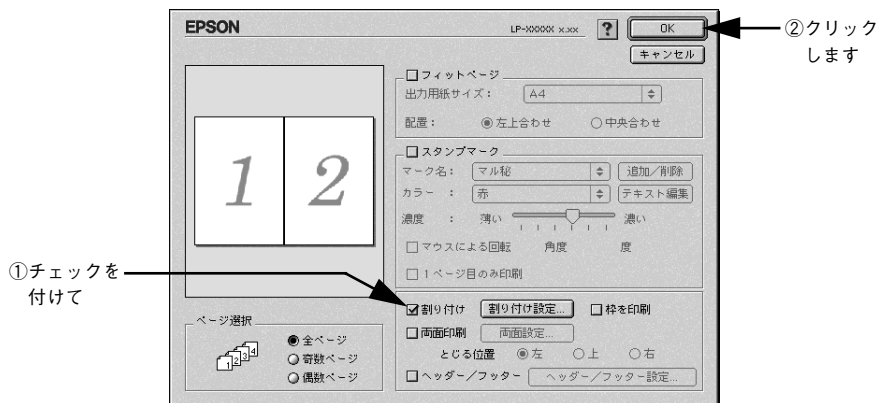 EPSON
LP-XXXXX x.xx
?
OK
キャンセル
②クリック
します
1 2
フィットページ
出力用紙サイズ： A4
配置： 左上合わせ 中央合わせ
スタンプマーク
マーク名： マル秘 追加／削除
カラー ： 赤 テキスト編集
濃度 ： 薄い 濃い
マウスによる回転 角度 度
1ページ目のみ印刷
①チェックを
付けて
割り付け 割り付け設定... 枠を印刷
両面印刷 両面設定...
とじる位置 左 上 右
ヘッダー／フッター ヘッダー／フッター設定...
ページ選択
1 2 3 4
全ページ
奇数ページ
偶数ページ